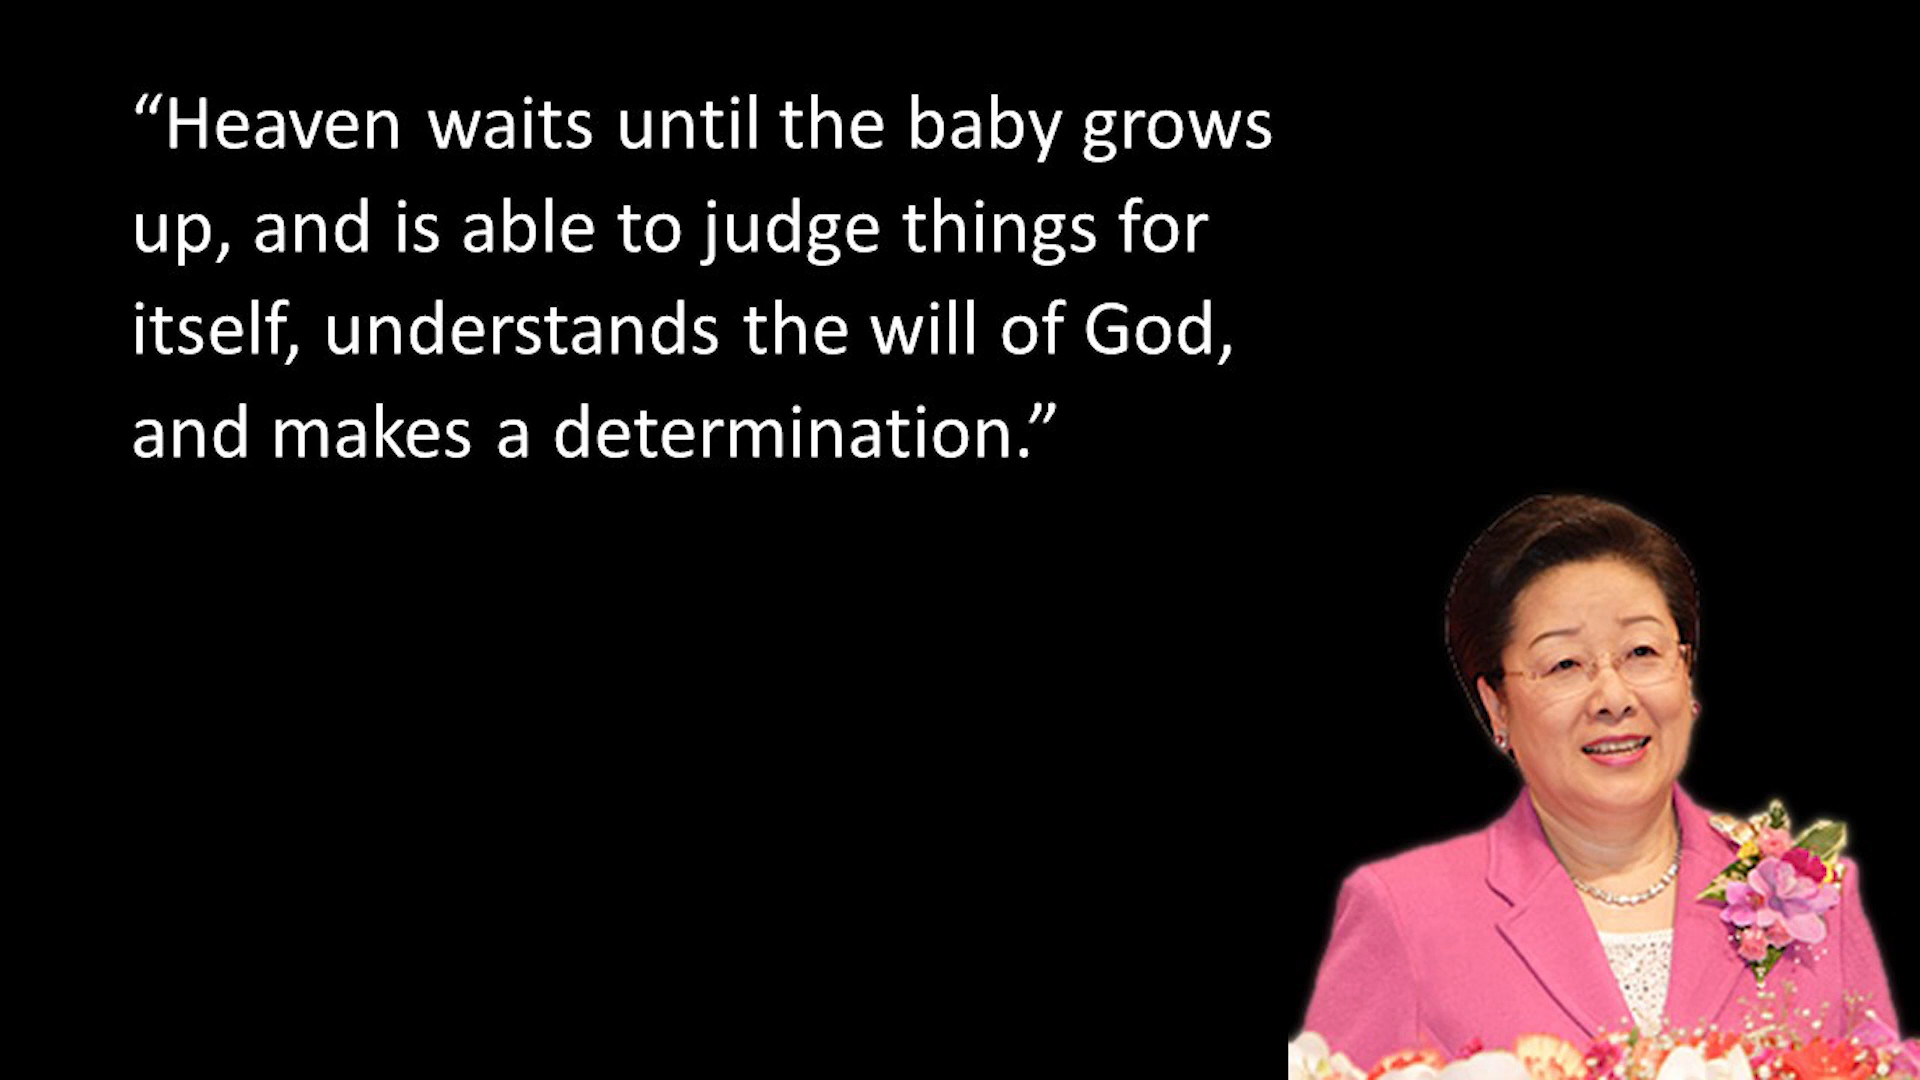 “Heaven waits until the baby grows
up, and is able to judge things for
itself, understands the will of God,
and makes a determination.”